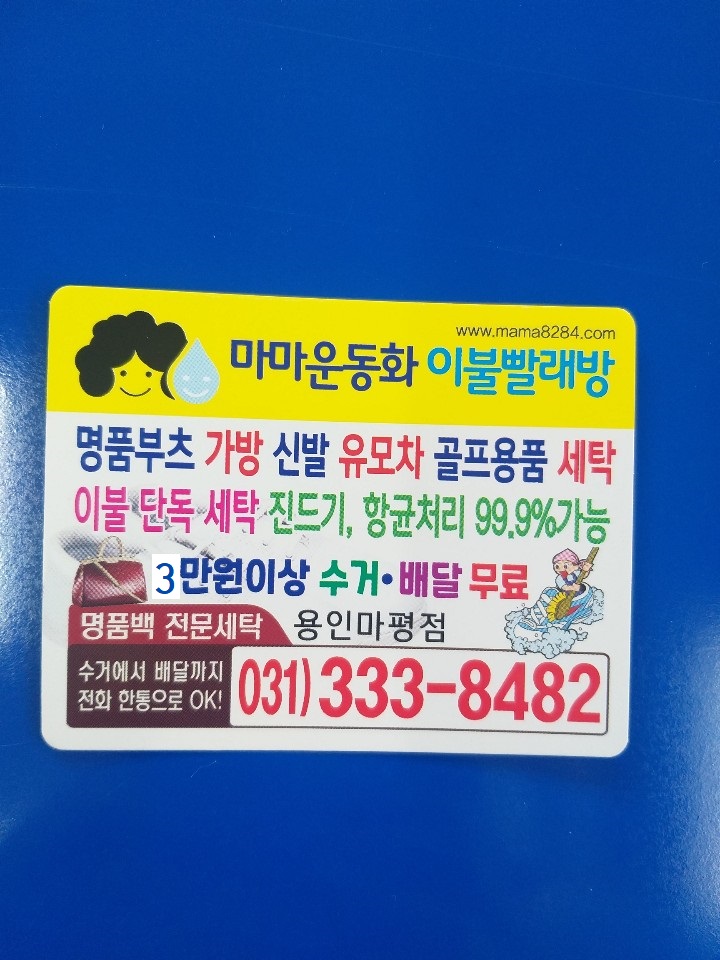 www.mama8284.com
마마운동화 이불빨래방
명품부츠 가방 신발 유모차 골프용품 세탁
이불 단독 세탁 진드기, 항균처리 99.9%가능
3만원이상 수거•배달 무료
명품백 전문세탁 용인마평점
수거에서 배달까지
전화 한통으로 OK!
031)333-8482